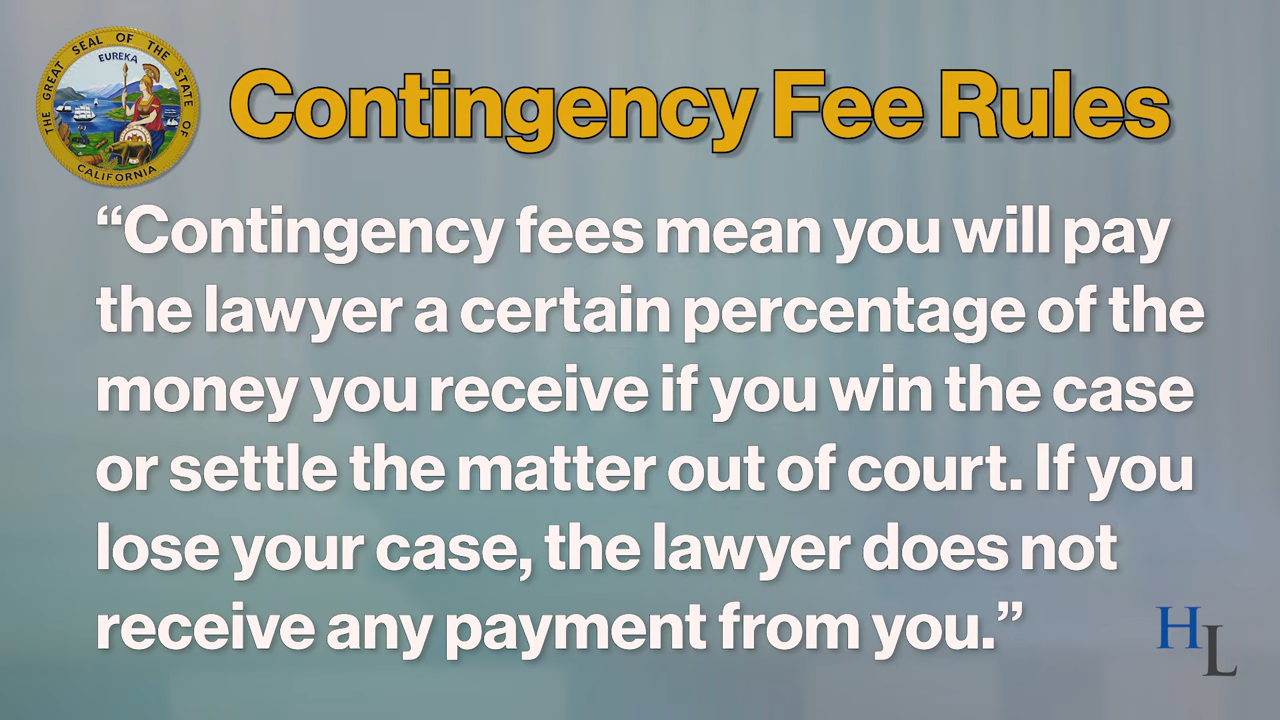 THE GREAT SEAL OF THE STATE OF CALIFORNIA
EUREKA
Contingency Fee Rules
“Contingency fees mean you will pay
the lawyer a certain percentage of the
money you receive if you win the case
or settle the matter out of court. If you
lose your case, the lawyer does not
receive any payment from you.”
HL